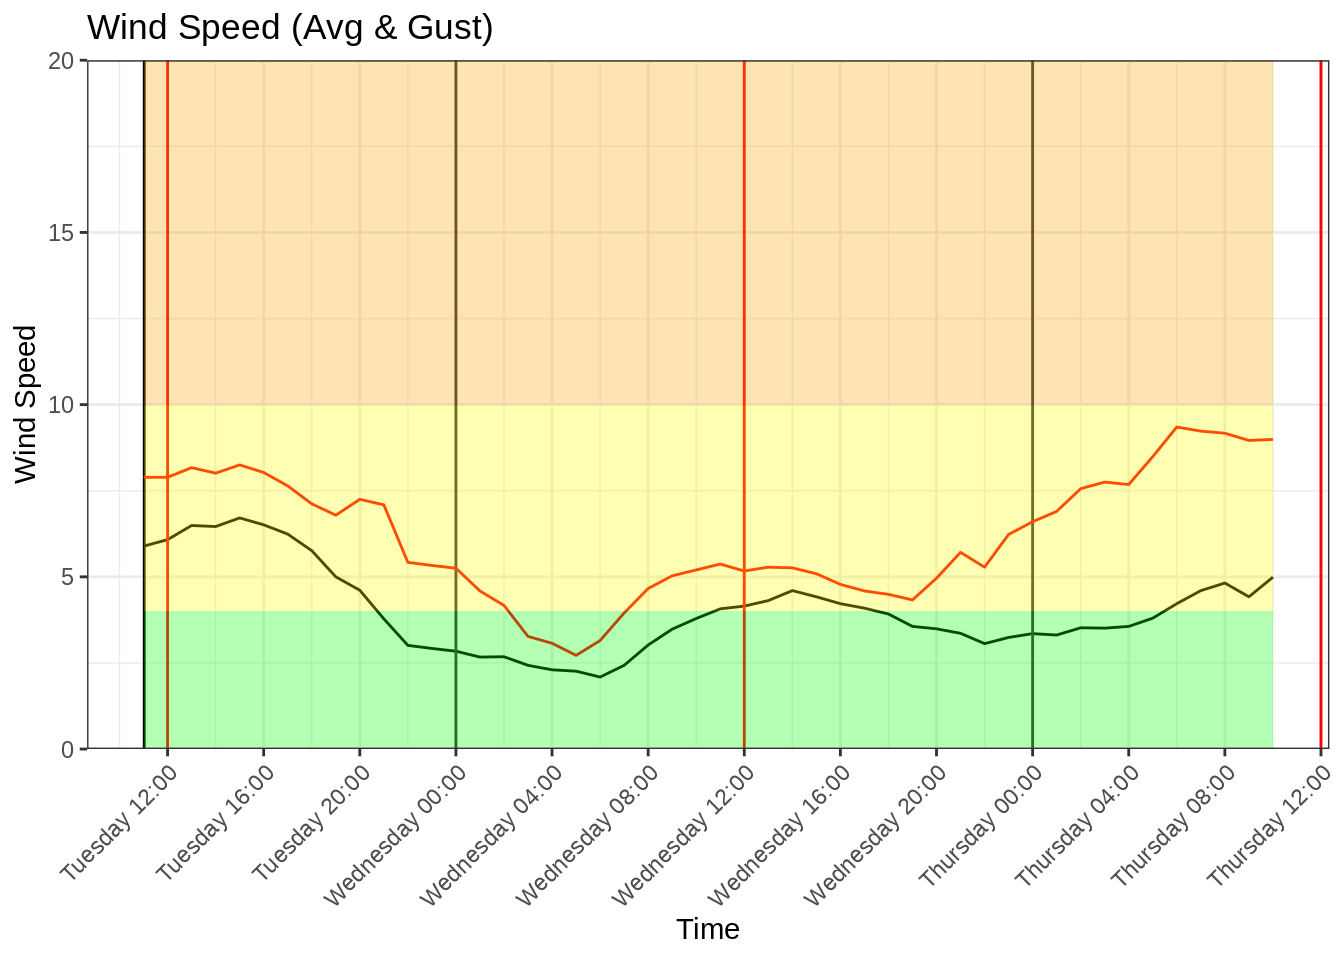 Wind Speed (Avg & Gust)
20
15
10
5
0
Wind Speed
Tuesday 12:00
Tuesday 16:00
Tuesday 20:00
Wednesday 00:00
Wednesday 04:00
Wednesday 08:00
Wednesday 12:00
Wednesday 16:00
Wednesday 20:00
Thursday 00:00
Thursday 04:00
Thursday 08:00
Thursday 12:00
Time